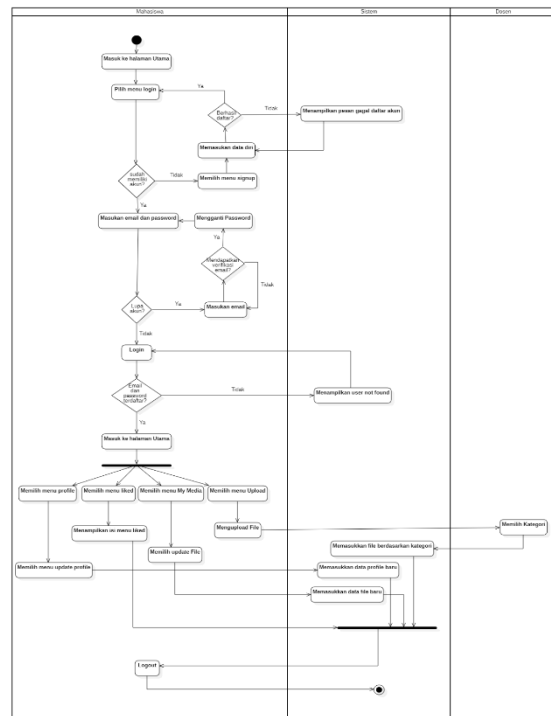 Mahasiswa
Sistem
Dosen
Masuk ke halaman Utama
Pilih menu login
Ya
Berhasil
daftar?
Tidak
Menampilkan pesan gagal daftar akun
Memasukan data diri
sudah
memiliki
akun?
Tidak
Memilih menu signup
Ya
Masukan email dan password
Mengganti Password
Ya
Mendapatkan
verifikasi
email?
Tidak
Lupa
akun?
Ya
Masukan email
Tidak
Login
Email
dan
password
terdaftar?
Tidak
Menampilkan user not found
Ya
Masuk ke halaman Utama
Memilih menu profile
Memilih menu liked
Memilih menu My Media
Memilih menu Upload
Menampilkan isi menu liked
Mengupload File
Memilih Kategori
Memilih update File
Memasukkan file berdasarkan kategori
Memilih menu update profile
Memasukkan data profile baru
Memasukkan data file baru
Logout